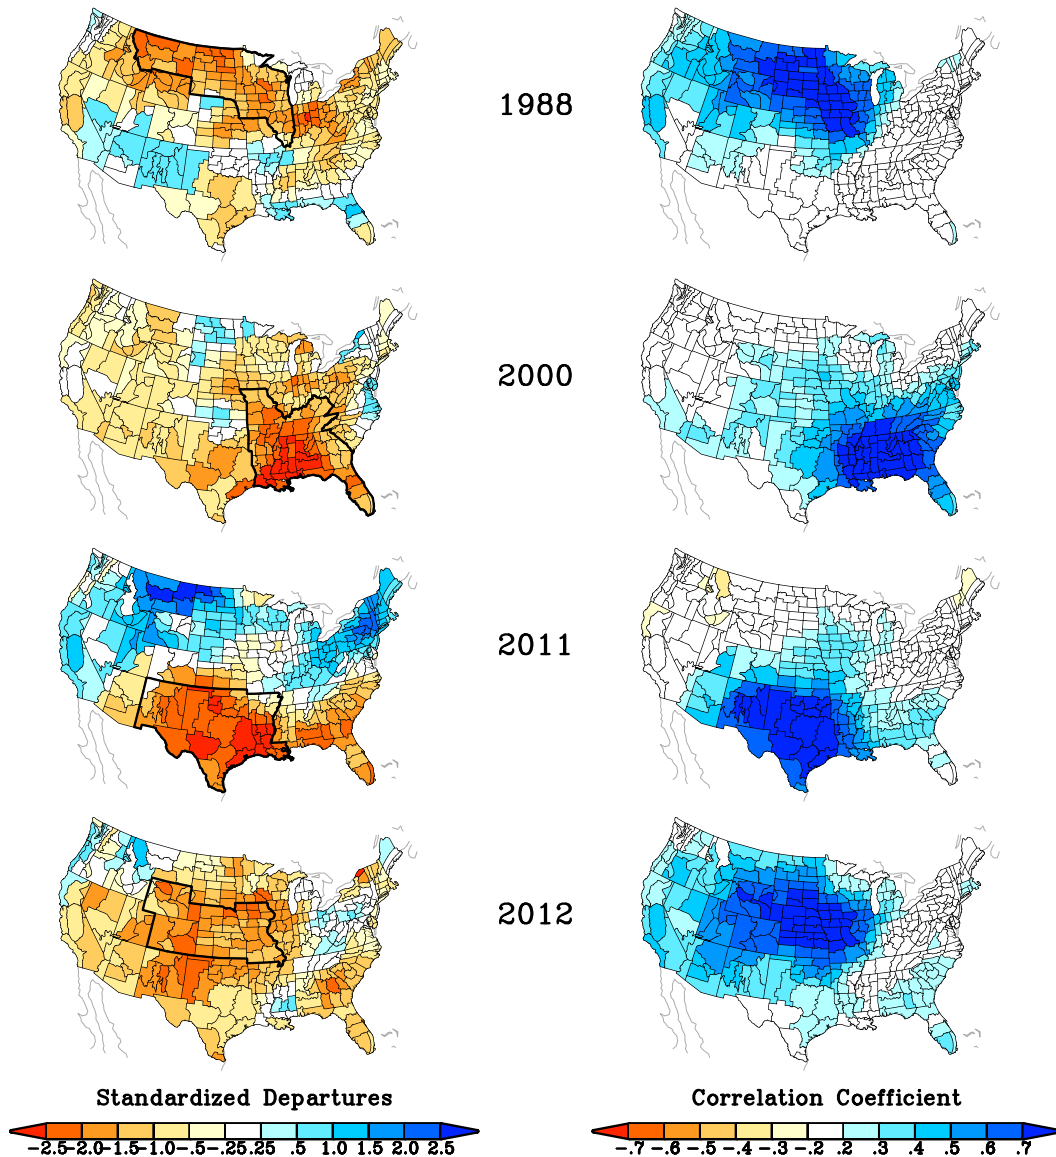 1988
2000
2011
2012
Standardized Departures
Correlation Coefficient
-2.5 -2.0 -1.5 -1.0 -.5 -.25 .25 .5 1.0 1.5 2.0 2.5
-.7 -.6 -.5 -.4 -.3 -.2 .2 .3 .4 .5 .6 .7